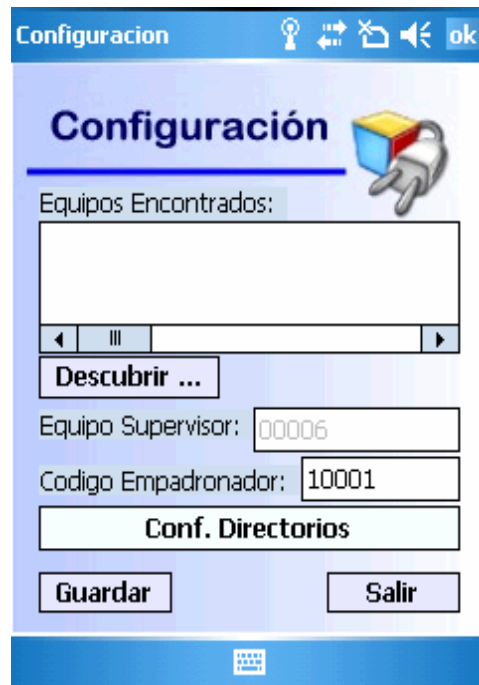 Configuracion ok
Configuración
Equipos Encontrados:
Descubrir ...
Equipo Supervisor: 00006
Codigo Empadronador: 10001
Conf. Directorios
Guardar Salir